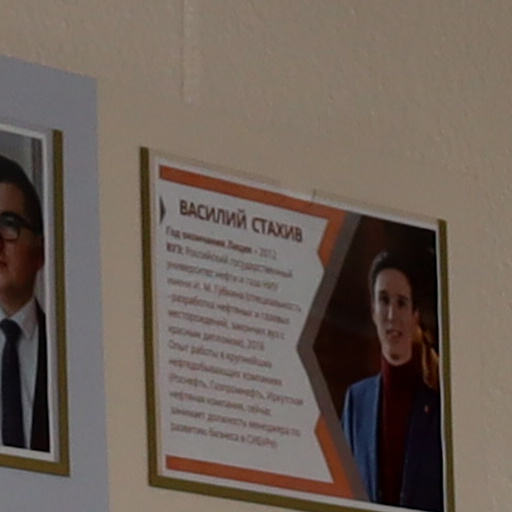 ВАСИЛИЙ СТАХИВ
Год окончания Лицея - 2012
ВУЗ: Российский государственный
университет нефти и газа НИУ
имени И. М. Губкина (специальность
- разработка нефтяных и газовых
месторождений, закончил вуз с
красным дипломом), 2018
Опыт работы в крупнейших
нефтедобывающих компаниях
(Роснефть, Газпромнефть, Иркутская
нефтяная компания, сейчас
занимает должность менеджера по
развитию бизнеса в СИБУРе)